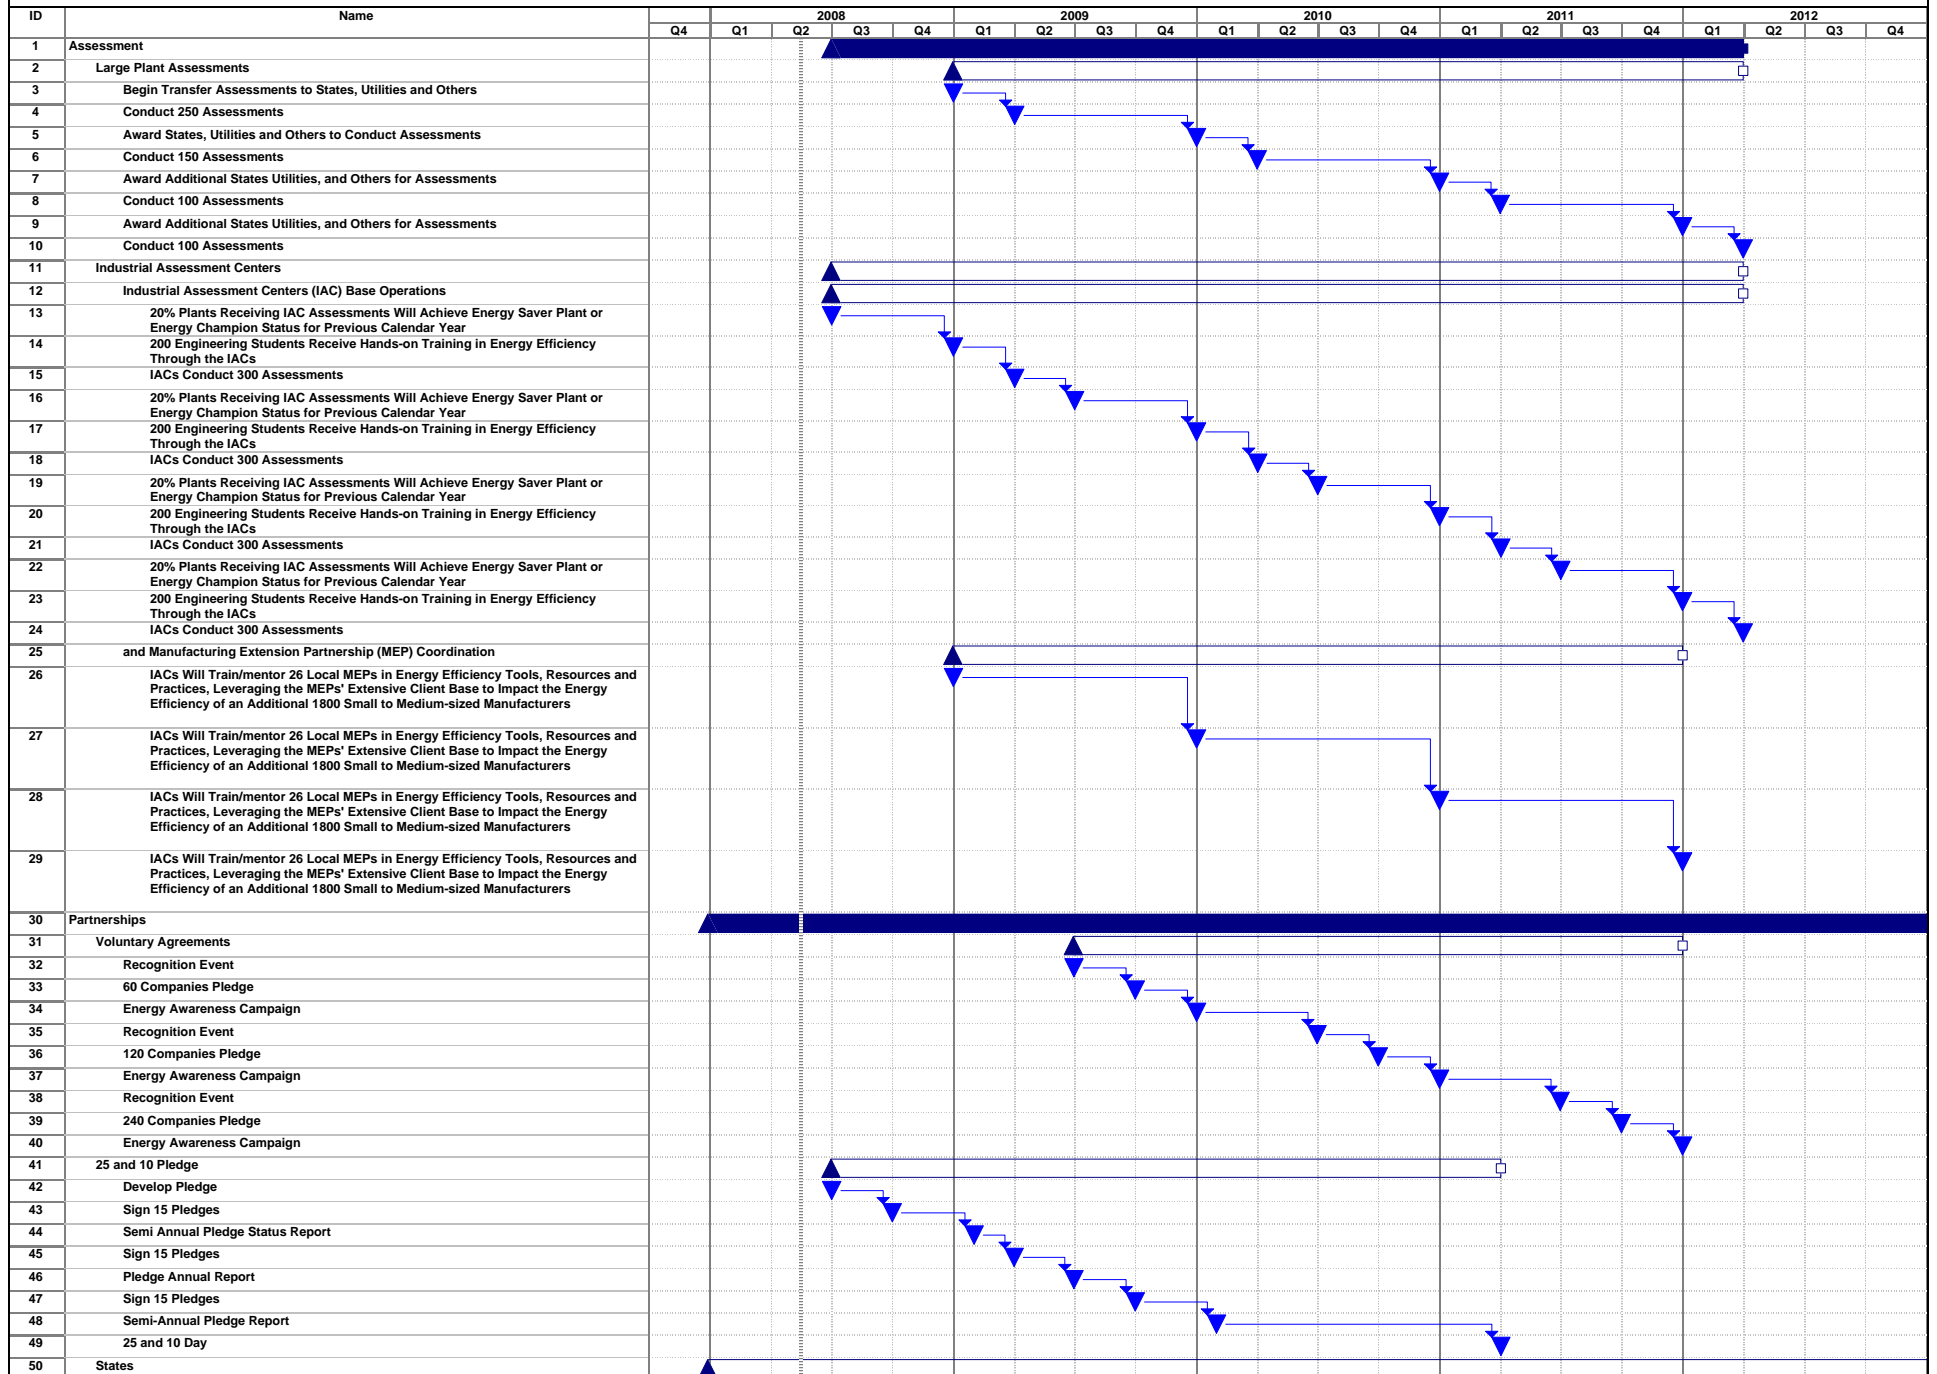 ID Name 2008 2009 2010 2011 2012
Q4 Q1 Q2 Q3 Q4 Q1 Q2 Q3 Q4 Q1 Q2 Q3 Q4 Q1 Q2 Q3 Q4 Q1 Q2 Q3 Q4
1 Assessment
2 Large Plant Assessments
3 Begin Transfer Assessments to States, Utilities and Others
4 Conduct 250 Assessments
5 Award States, Utilities and Others to Conduct Assessments
6 Conduct 150 Assessments
7 Award Additional States Utilities, and Others for Assessments
8 Conduct 100 Assessments
9 Award Additional States Utilities, and Others for Assessments
10 Conduct 100 Assessments
11 Industrial Assessment Centers
12 Industrial Assessment Centers (IAC) Base Operations
13 20% Plants Receiving IAC Assessments Will Achieve Energy Saver Plant or
Energy Champion Status for Previous Calendar Year
14 200 Engineering Students Receive Hands-on Training in Energy Efficiency
Through the IACs
15 IACs Conduct 300 Assessments
16 20% Plants Receiving IAC Assessments Will Achieve Energy Saver Plant or
Energy Champion Status for Previous Calendar Year
17 200 Engineering Students Receive Hands-on Training in Energy Efficiency
Through the IACs
18 IACs Conduct 300 Assessments
19 20% Plants Receiving IAC Assessments Will Achieve Energy Saver Plant or
Energy Champion Status for Previous Calendar Year
20 200 Engineering Students Receive Hands-on Training in Energy Efficiency
Through the IACs
21 IACs Conduct 300 Assessments
22 20% Plants Receiving IAC Assessments Will Achieve Energy Saver Plant or
Energy Champion Status for Previous Calendar Year
23 200 Engineering Students Receive Hands-on Training in Energy Efficiency
Through the IACs
24 IACs Conduct 300 Assessments
25 and Manufacturing Extension Partnership (MEP) Coordination
26 IACs Will Train/mentor 26 Local MEPs in Energy Efficiency Tools, Resources and
Practices, Leveraging the MEPs' Extensive Client Base to Impact the Energy
Efficiency of an Additional 1800 Small to Medium-sized Manufacturers
27 IACs Will Train/mentor 26 Local MEPs in Energy Efficiency Tools, Resources and
Practices, Leveraging the MEPs' Extensive Client Base to Impact the Energy
Efficiency of an Additional 1800 Small to Medium-sized Manufacturers
28 IACs Will Train/mentor 26 Local MEPs in Energy Efficiency Tools, Resources and
Practices, Leveraging the MEPs' Extensive Client Base to Impact the Energy
Efficiency of an Additional 1800 Small to Medium-sized Manufacturers
29 IACs Will Train/mentor 26 Local MEPs in Energy Efficiency Tools, Resources and
Practices, Leveraging the MEPs' Extensive Client Base to Impact the Energy
Efficiency of an Additional 1800 Small to Medium-sized Manufacturers
30 Partnerships
31 Voluntary Agreements
32 Recognition Event
33 60 Companies Pledge
34 Energy Awareness Campaign
35 Recognition Event
36 120 Companies Pledge
37 Energy Awareness Campaign
38 Recognition Event
39 240 Companies Pledge
40 Energy Awareness Campaign
41 25 and 10 Pledge
42 Develop Pledge
43 Sign 15 Pledges
44 Semi Annual Pledge Status Report
45 Sign 15 Pledges
46 Pledge Annual Report
47 Sign 15 Pledges
48 Semi-Annual Pledge Report
49 25 and 10 Day
50 States